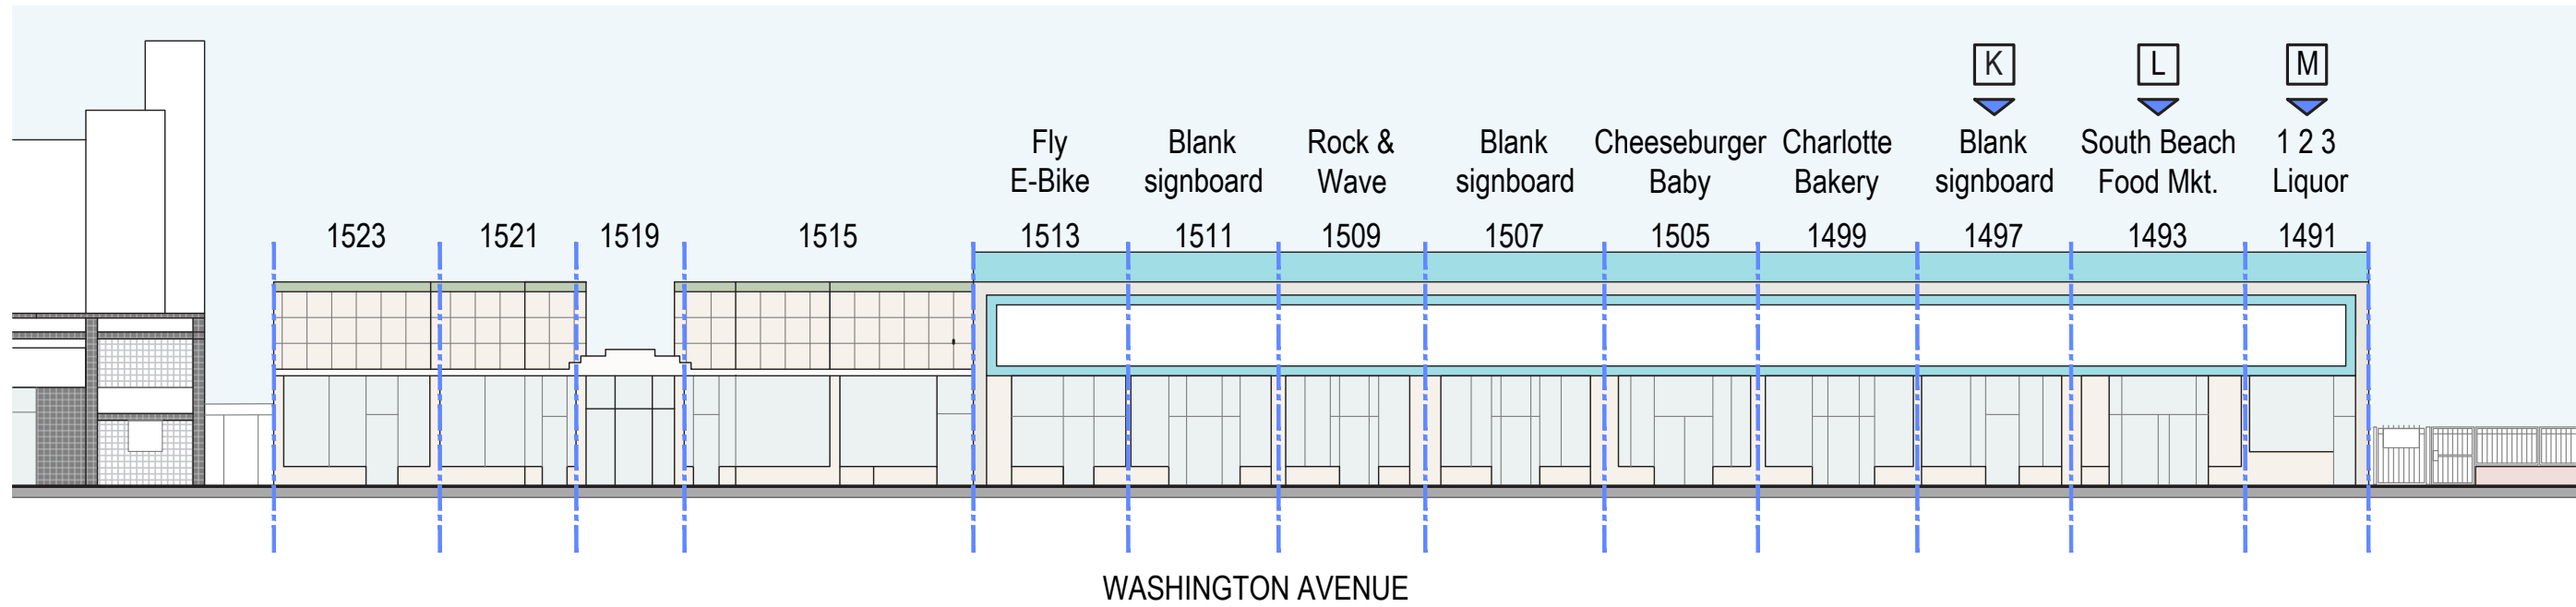 K L M
Fly Blank Rock & Blank Cheeseburger Charlotte Blank South Beach 1 2 3
E-Bike signboard Wave signboard Baby Bakery signboard Food Mkt. Liquor
1523 1521 1519 1515 1513 1511 1509 1507 1505 1499 1497 1493 1491
WASHINGTON AVENUE